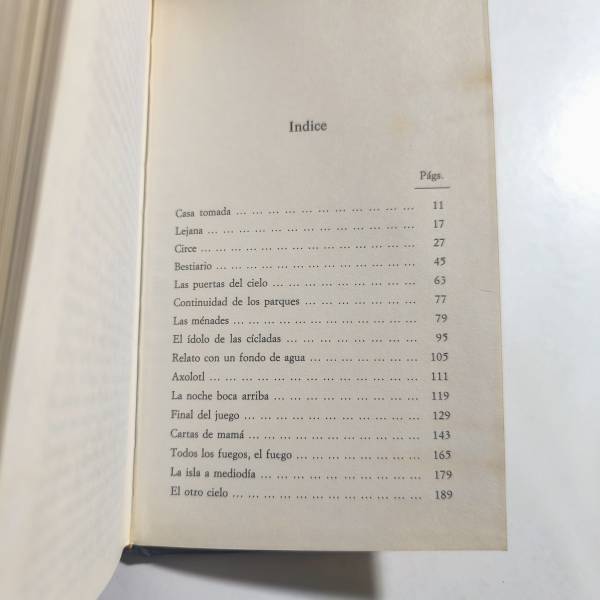 Indice
Págs.
Casa tomada ... ... ... ... ... ... ... ... ... ... ... 11
Lejana ... ... ... ... ... ... ... ... ... ... ... ... ... 17
Circe ... ... ... ... ... ... ... ... ... ... ... ... ... 27
Bestiario ... ... ... ... ... ... ... ... ... ... ... ... 45
Las puertas del cielo ... ... ... ... ... ... ... ... ... 63
Continuidad de los parques ... ... ... ... ... ... ... 77
Las ménades ... ... ... ... ... ... ... ... ... ... ... 79
El ídolo de las cícladas ... ... ... ... ... ... ... ... 95
Relato con un fondo de agua ... ... ... ... ... ... 105
Axolotl ... ... ... ... ... ... ... ... ... ... ... ... ... 111
La noche boca arriba ... ... ... ... ... ... ... ... ... 119
Final del juego ... ... ... ... ... ... ... ... ... ... ... 129
Cartas de mamá ... ... ... ... ... ... ... ... ... ... 143
Todos los fuegos, el fuego ... ... ... ... ... ... ... 165
La isla a mediodía ... ... ... ... ... ... ... ... ... ... 179
El otro cielo ... ... ... ... ... ... ... ... ... ... ... ... 189